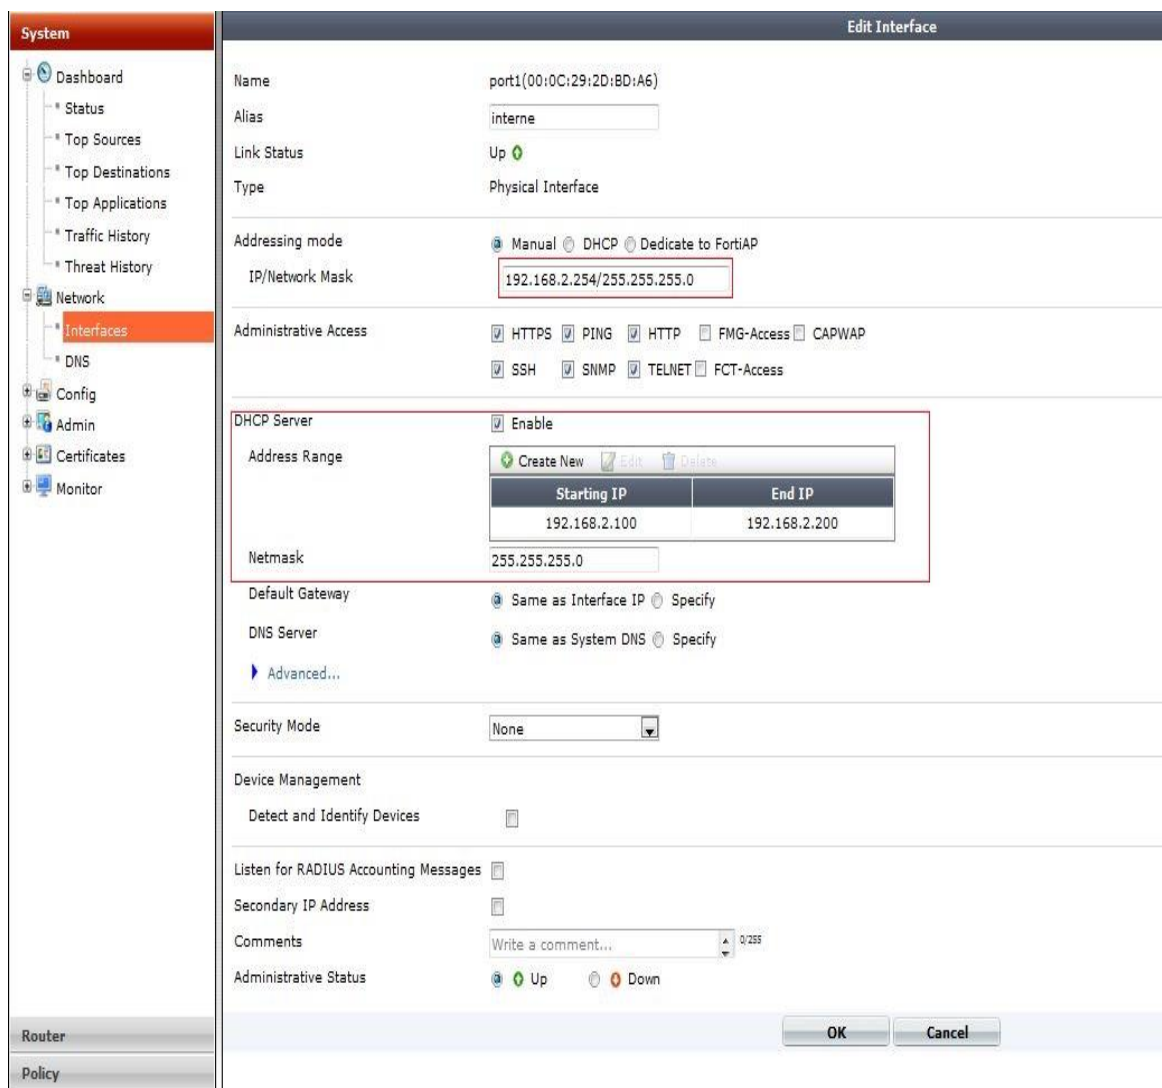 System
Edit Interface
Dashboard
Status
Top Sources
Top Destinations
Top Applications
Traffic History
Threat History
Network
Interfaces
DNS
Config
Admin
Certificates
Monitor
Router
Policy
Name port1(00:0C:29:2D:BD:A6)
Alias interne
Link Status Up
Type Physical Interface
Addressing mode Manual DHCP Dedicate to FortiAP
IP/Network Mask 192.168.2.254/255.255.255.0
Administrative Access HTTPS PING HTTP FMG-Access CAPWAP
SSH SNMP TELNET FCT-Access
DHCP Server Enable
Address Range Create New Edit Delete
Starting IP End IP
192.168.2.100 192.168.2.200
Netmask 255.255.255.0
Default Gateway Same as Interface IP Specify
DNS Server Same as System DNS Specify
Advanced...
Security Mode None
Device Management
Detect and Identify Devices
Listen for RADIUS Accounting Messages
Secondary IP Address
Comments Write a comment... 0/255
Administrative Status Up Down
OK Cancel